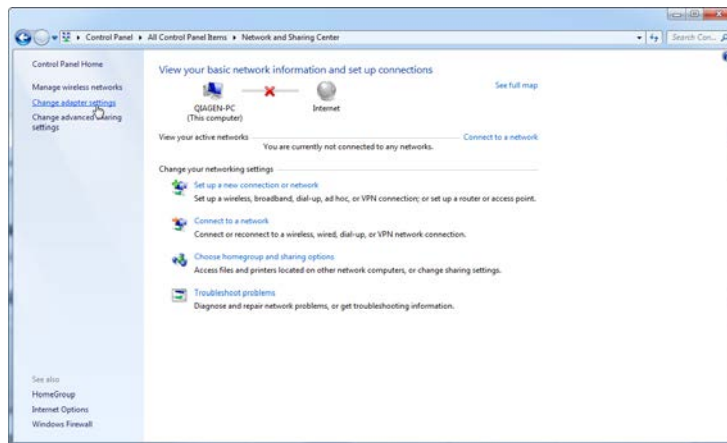 Control Panel ▸ All Control Panel Items ▸ Network and Sharing Center
Search Con...
Control Panel Home
Manage wireless networks
Change adapter settings
Change advanced sharing
settings
See also
HomeGroup
Internet Options
Windows Firewall
View your basic network information and set up connections
See full map
QIAGEN-PC
(This computer)
Internet
View your active networks
Connect to a network
You are currently not connected to any networks.
Change your networking settings
Set up a new connection or network
Set up a wireless, broadband, dial-up, ad hoc, or VPN connection; or set up a router or access point.
Connect to a network
Connect or reconnect to a wireless, wired, dial-up, or VPN network connection.
Choose homegroup and sharing options
Access files and printers located on other network computers, or change sharing settings.
Troubleshoot problems
Diagnose and repair network problems, or get troubleshooting information.